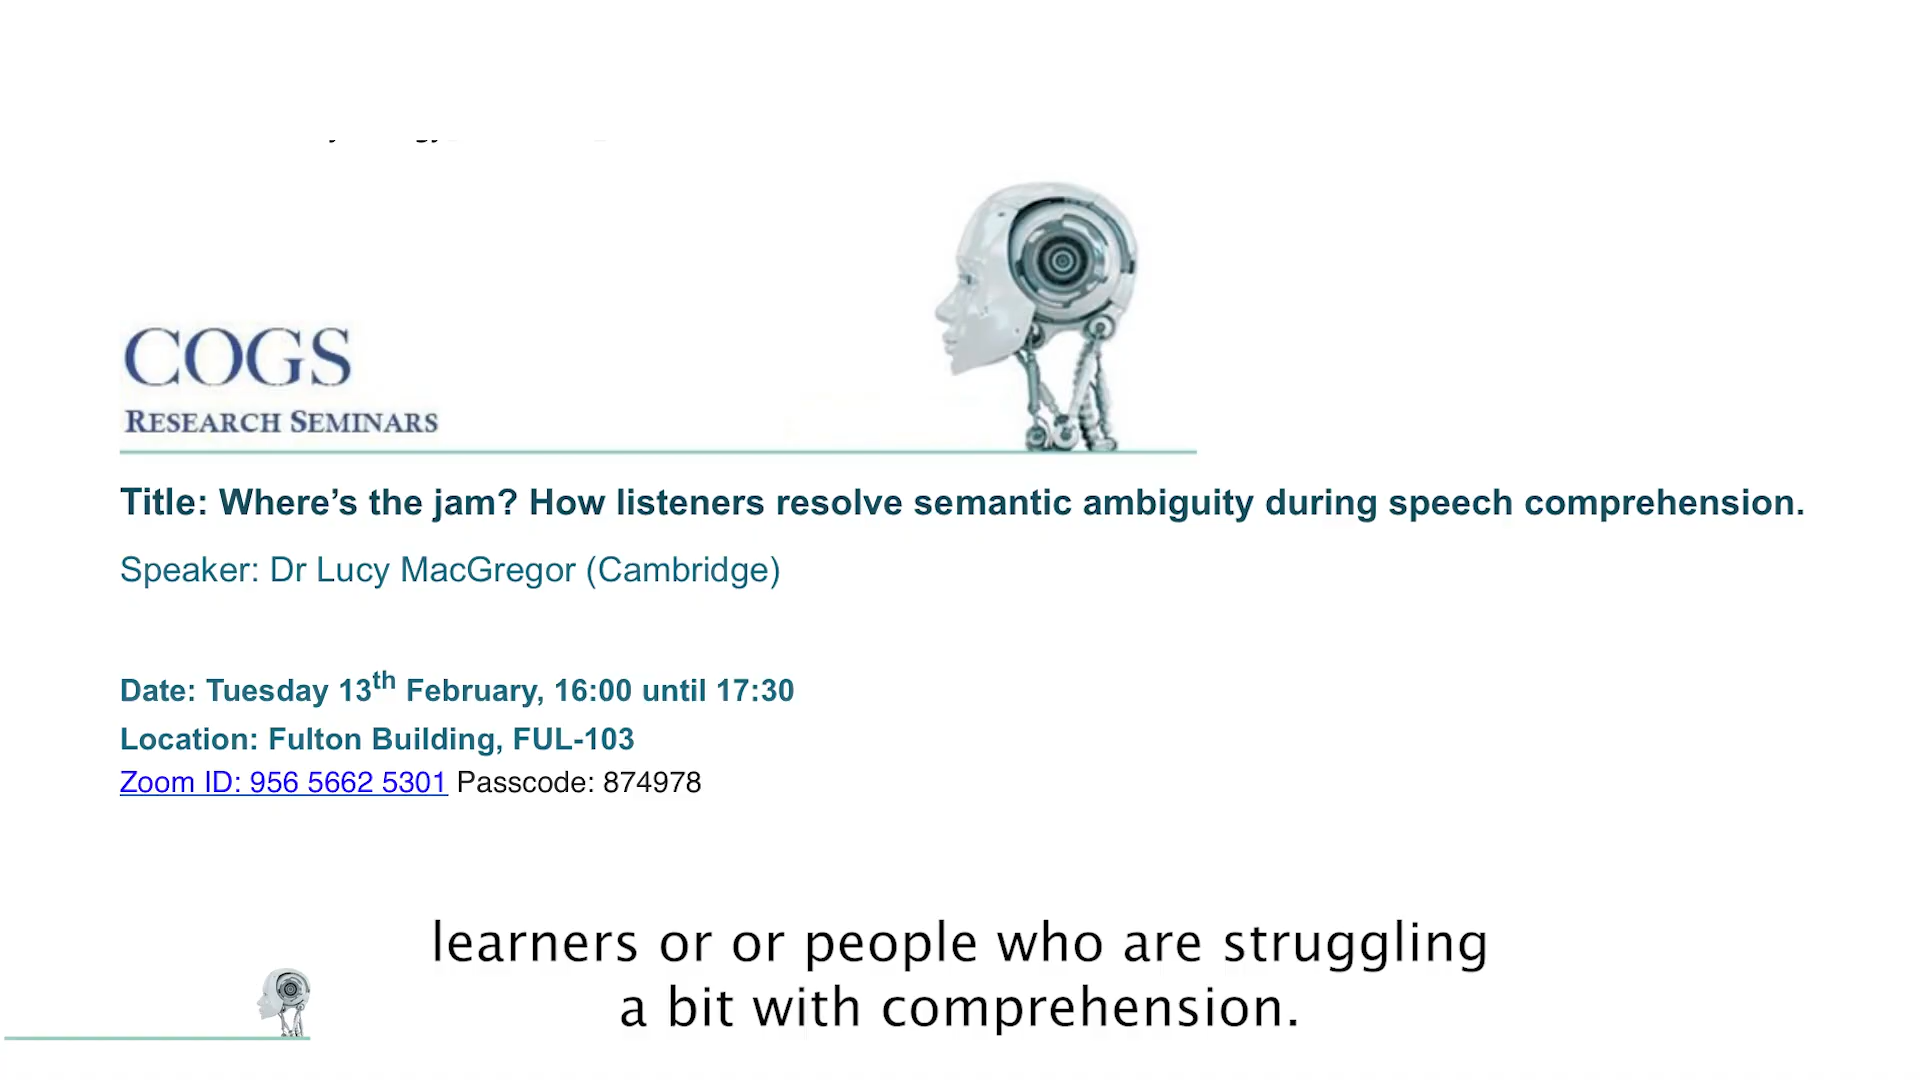 COGS
RESEARCH SEMINARS
Title: Where’s the jam? How listeners resolve semantic ambiguity during speech comprehension.
Speaker: Dr Lucy MacGregor (Cambridge)
Date: Tuesday 13th February, 16:00 until 17:30
Location: Fulton Building, FUL-103
Zoom ID: 956 5662 5301 Passcode: 874978
learners or or people who are struggling
a bit with comprehension.